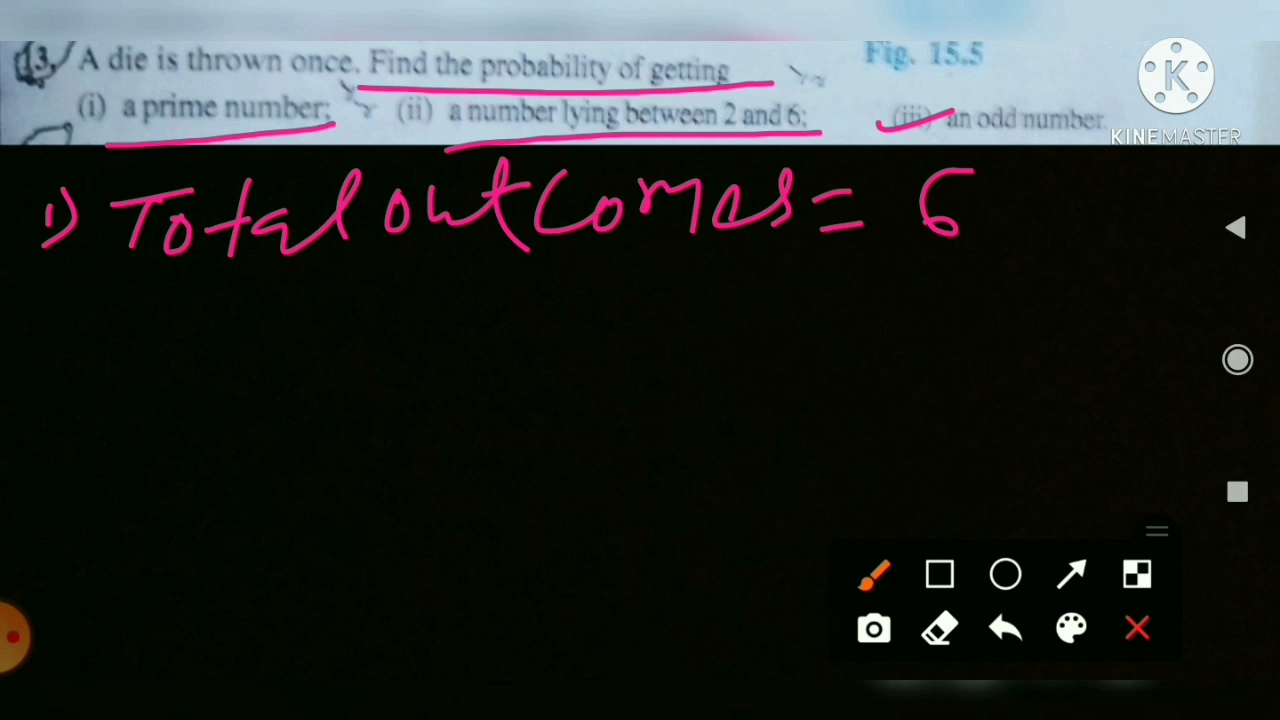 13. A die is thrown once. Find the probability of getting
(i) a prime number; (ii) a number lying between 2 and 6; (iii) an odd number.
Fig. 15.5
KINEMASTER
1) Total outcomes = 6